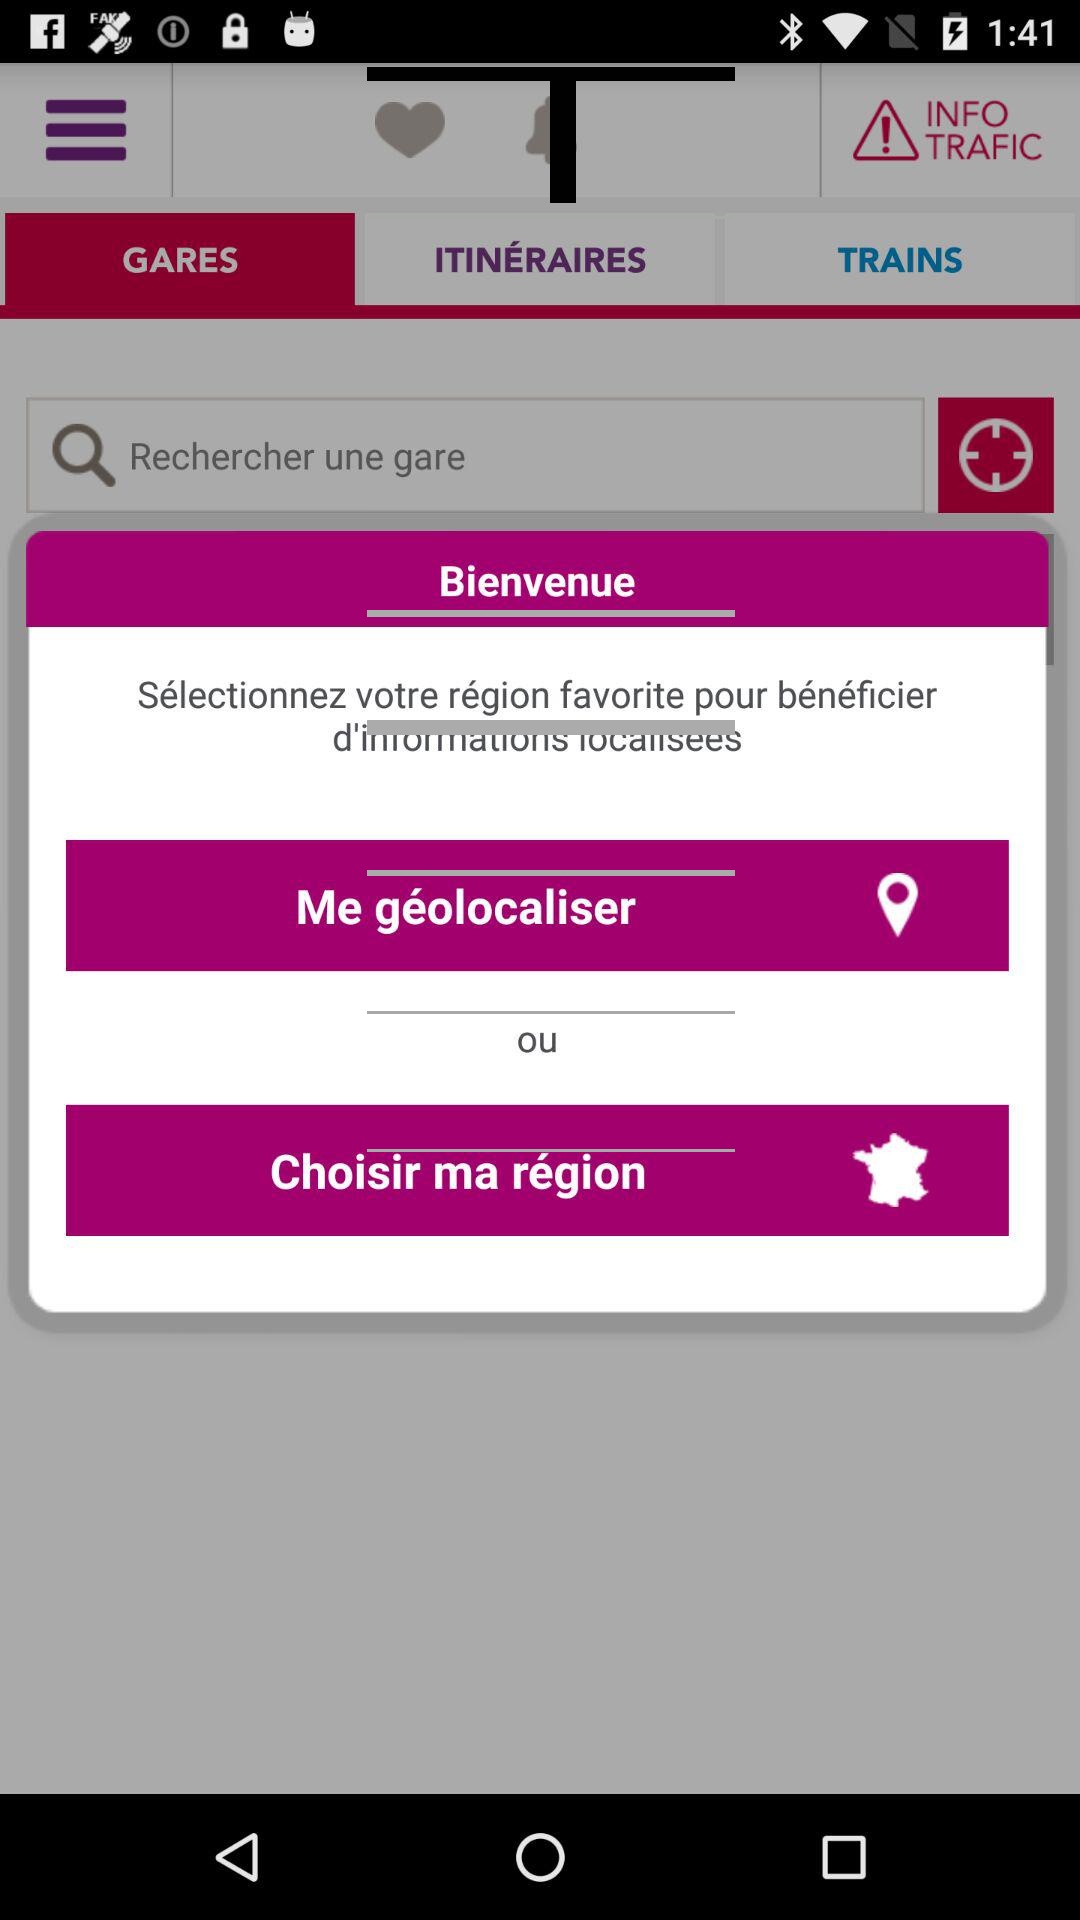 FAK
1:41
INFO
TRAFIC
GARES ITINÉRAIRES TRAINS
Rechercher une gare
Bienvenue
Sélectionnez votre région favorite pour bénéficier
d'informations localisées
Me géolocaliser
ou
Choisir ma région